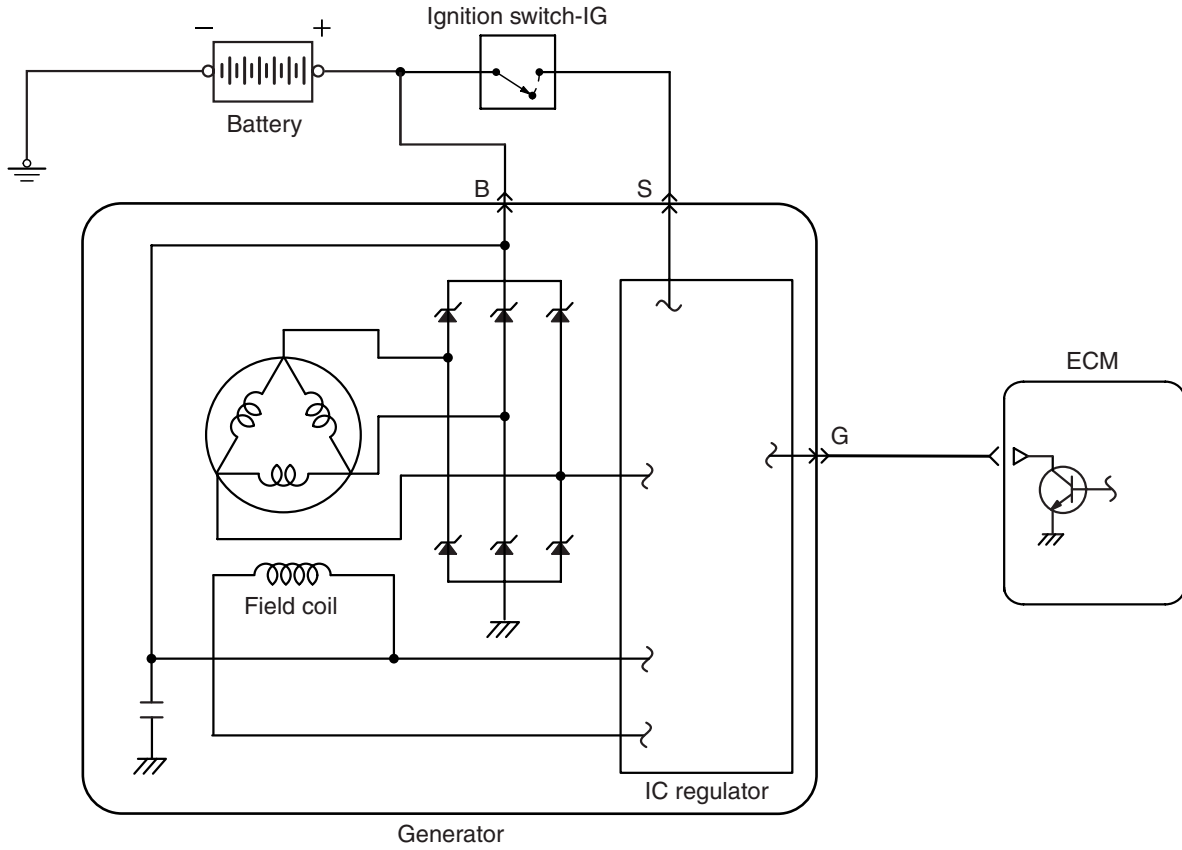 Ignition switch-IG
− +
Battery
B
S
ECM
G
Field coil
IC regulator
Generator